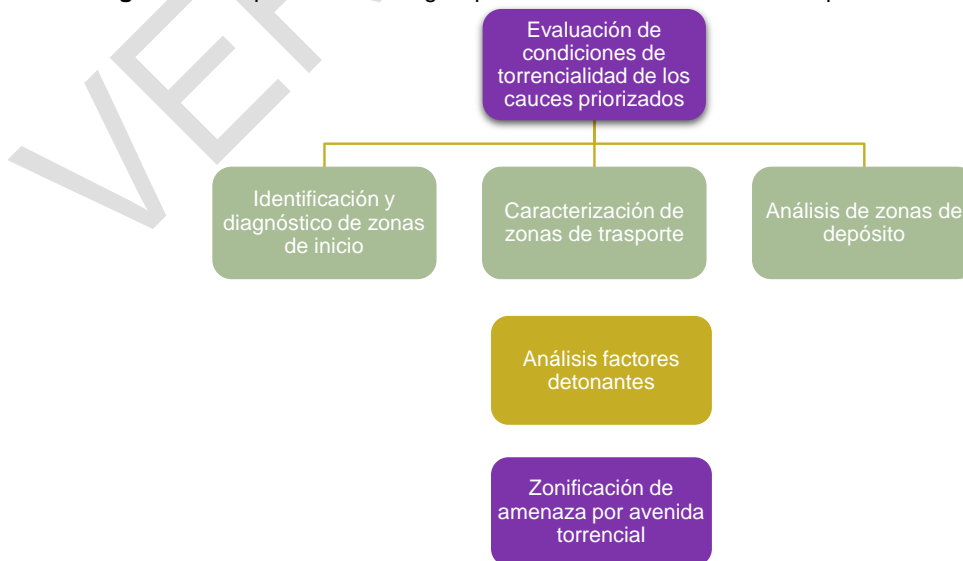 Evaluación de
condiciones de
torrencialidad de los
cauces priorizados
Identificación y
diagnóstico de zonas
de inicio
Caracterización de
zonas de trasporte
Análisis de zonas de
depósito
Análisis factores
detonantes
Zonificación de
amenaza por avenida
torrencial